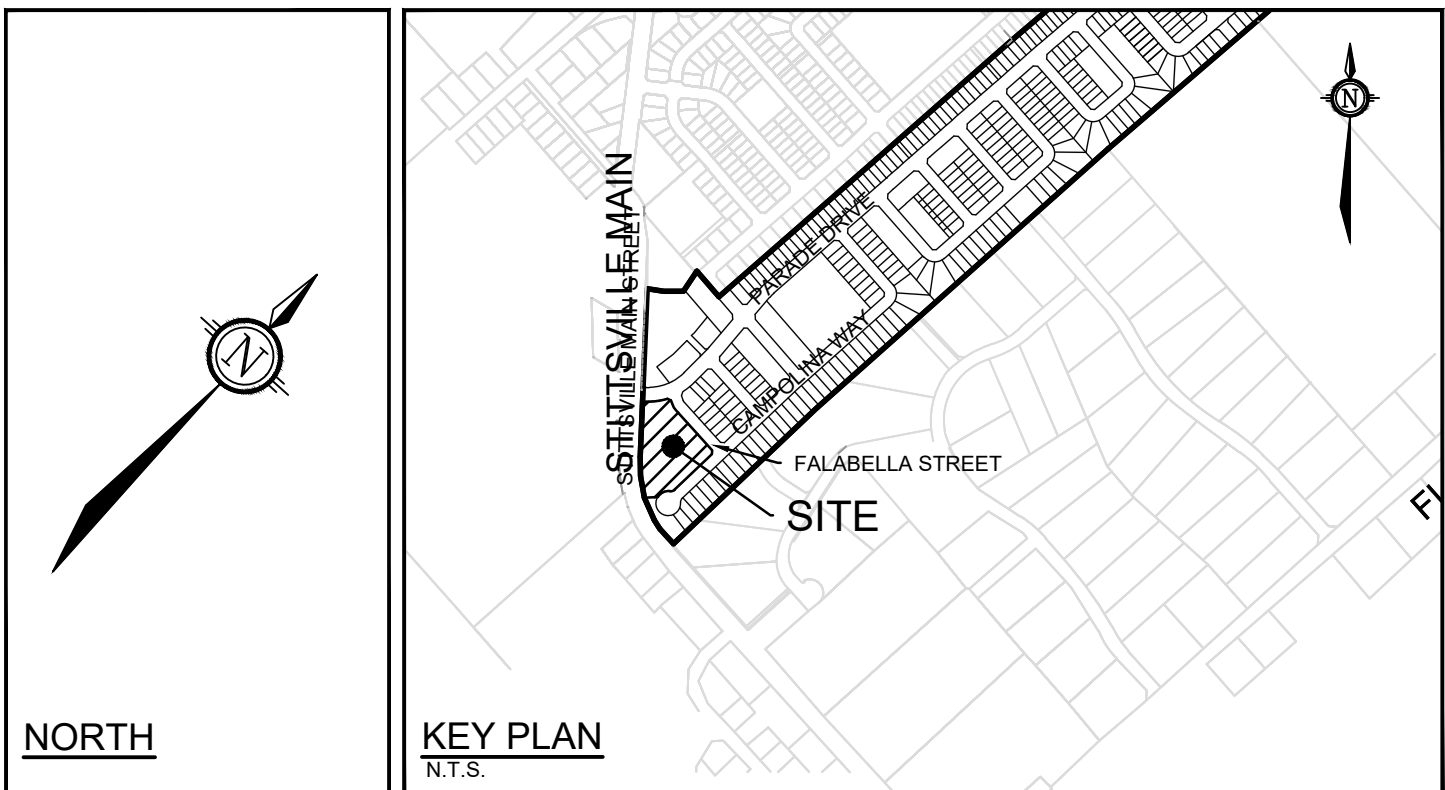 N
NORTH
N
STITTSVILLE MAIN
STITTSVILLE MAIN STREET
PARADE DRIVE
CAMPOLINA WAY
FALABELLA STREET
SITE
KEY PLAN
N.T.S.